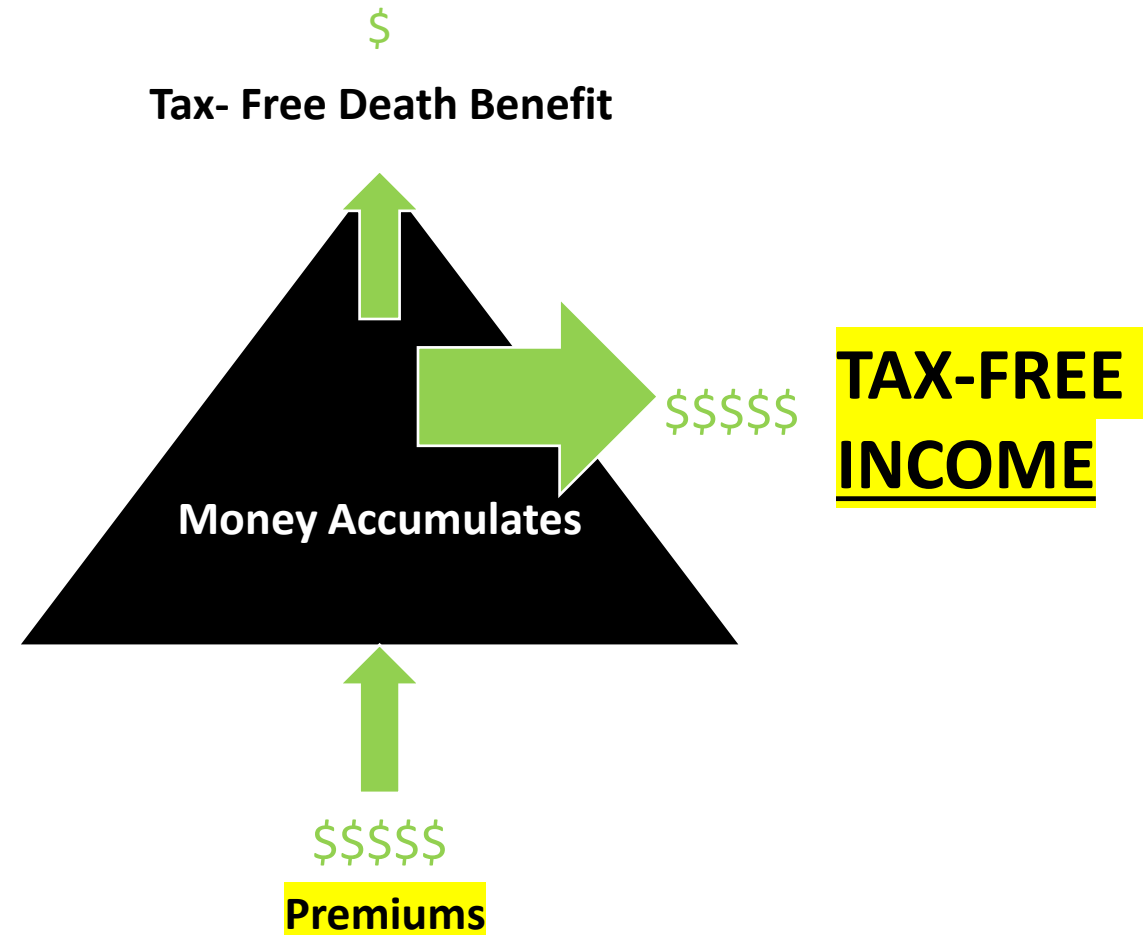 $
Tax- Free Death Benefit
$$$$$
TAX-FREE
INCOME
Money Accumulates
$$$$$
Premiums